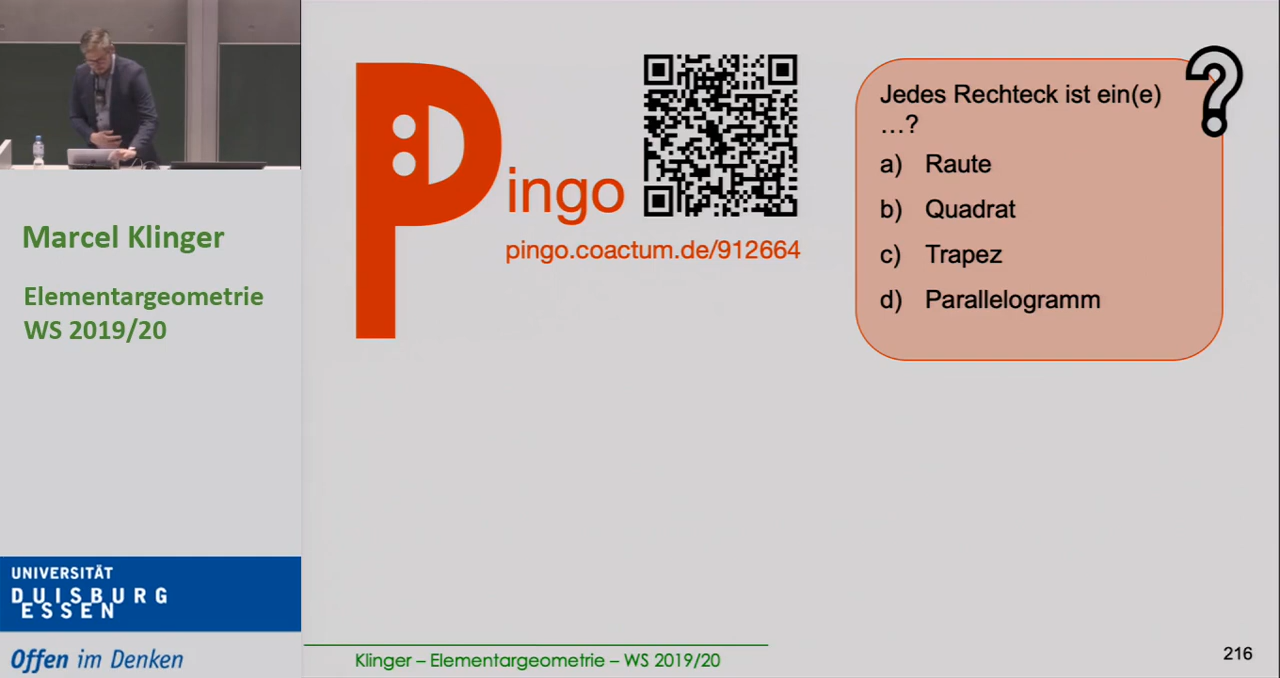 Marcel Klinger
Elementargeometrie
WS 2019/20
UNIVERSITÄT
DUISBURG
ESSEN
Offen im Denken
Pingo
pingo.coactum.de/912664
Jedes Rechteck ist ein(e)
…?
a) Raute
b) Quadrat
c) Trapez
d) Parallelogramm
?
Klinger – Elementargeometrie – WS 2019/20
216